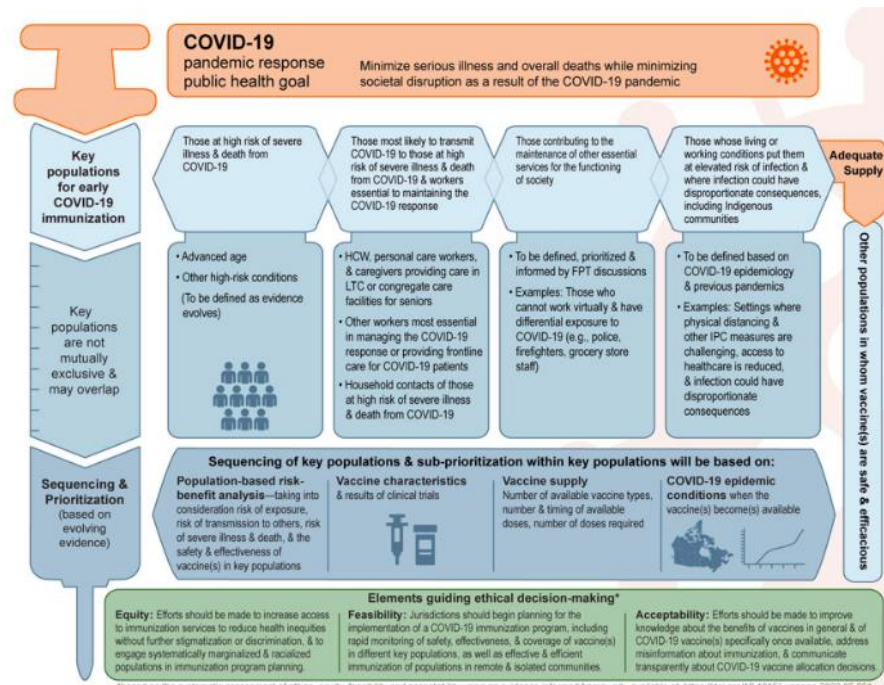 COVID-19
pandemic response
public health goal
Minimize serious illness and overall deaths while minimizing
societal disruption as a result of the COVID-19 pandemic
Key
populations
for early
COVID-19
immunization
Those at high risk of severe
illness & death from
COVID-19
Those most likely to transmit
COVID-19 to those at high
risk of severe illness & death
from COVID-19 & workers
essential to maintaining the
COVID-19 response
Those contributing to the
maintenance of other essential
services for the functioning
of society
Those whose living or
working conditions put them
at elevated risk of infection &
where infection could have
disproportionate consequences,
including Indigenous
communities
Adequate
Supply
Key
populations
are not
mutually
exclusive &
may overlap
• Advanced age
• Other high-risk conditions
(To be defined as evidence
evolves)
• HCW, personal care workers,
& caregivers providing care in
LTC or congregate care
facilities for seniors
• Other workers most essential
in managing the COVID-19
response or providing frontline
care for COVID-19 patients
• Household contacts of those
at high risk of severe illness
& death from COVID-19
• To be defined, prioritized &
informed by FPT discussions
• Examples: Those who
cannot work virtually & have
differential exposure to
COVID-19 (e.g., police,
firefighters, grocery store
staff)
• To be defined based on
COVID-19 epidemiology
& previous pandemics
• Examples: Settings where
physical distancing &
other IPC measures are
challenging, access to
healthcare is reduced,
& infection could have
disproportionate
consequences
Other populations in whom vaccine(s) are safe & efficacious
Sequencing &
Prioritization
(based on
evolving
evidence)
Sequencing of key populations & sub-prioritization within key populations will be based on:
Population-based risk-
benefit analysis—taking into
consideration risk of exposure,
risk of transmission to others, risk
of severe illness & death, & the
safety & effectiveness of
vaccine(s) in key populations
Vaccine characteristics
& results of clinical trials
Vaccine supply
Number of available vaccine types,
number & timing of available
doses, number of doses required
COVID-19 epidemic
conditions when the
vaccine(s) become(s) available
Elements guiding ethical decision-making*
Equity: Efforts should be made to increase access
to immunization services to reduce health inequities
without further stigmatization or discrimination, & to
engage systematically marginalized & racialized
populations in immunization program planning.
Feasibility: Jurisdictions should begin planning for the
implementation of a COVID-19 immunization program, including
rapid monitoring of safety, effectiveness, & coverage of vaccine(s)
in different key populations, as well as effective & efficient
immunization of populations in remote & isolated communities.
Acceptability: Efforts should be made to improve
knowledge about the benefits of vaccines in general & of
COVID-19 vaccine(s) specifically once available, address
misinformation about immunization, & communicate
transparently about COVID-19 vaccine allocation decisions.